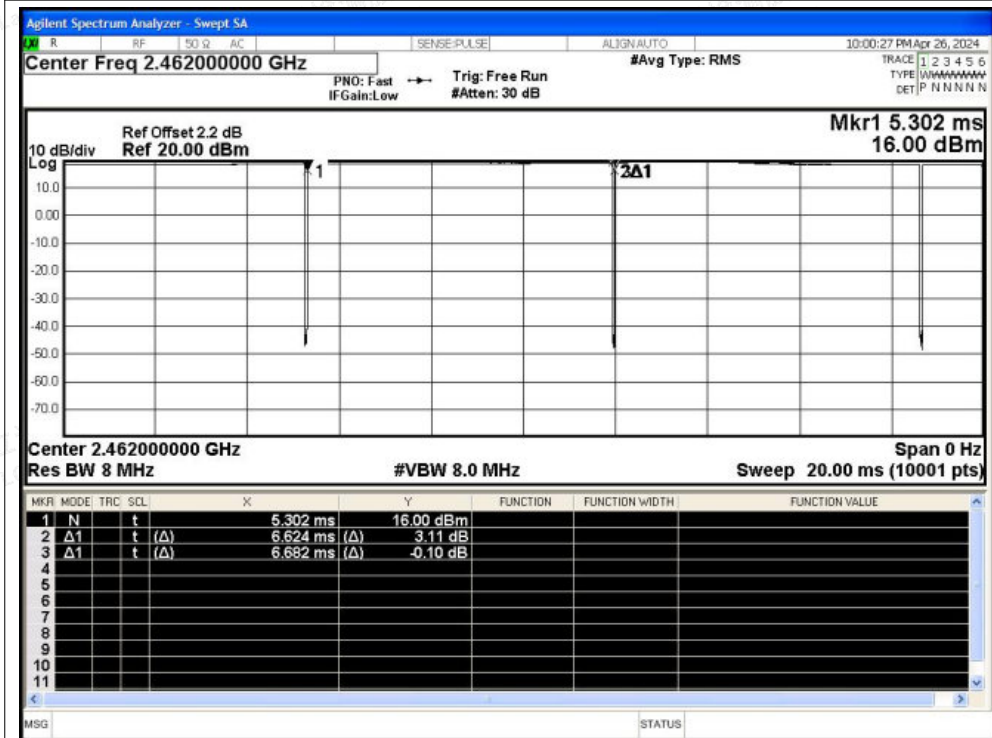 Agilent Spectrum Analyzer - Swept SA
LXI R RF 50 Ω AC SENSE:PULSE ALIGNAUTO 10:00:27 PM Apr 26, 2024
Center Freq 2.462000000 GHz #Avg Type: RMS TRACE 1 2 3 4 5 6
PNO: Fast Trig: Free Run TYPE WWWWWWWW
IFGain:Low #Atten: 30 dB DET P N N N N N
Mkr1 5.302 ms
Ref Offset 2.2 dB
10 dB/div Ref 20.00 dBm 16.00 dBm
Log
1 2Δ1
10.0
0.00
-10.0
-20.0
-30.0
-40.0
-50.0
-60.0
-70.0
Center 2.462000000 GHz Span 0 Hz
Res BW 8 MHz #VBW 8.0 MHz Sweep 20.00 ms (10001 pts)
MKR MODE TRC SCL X Y FUNCTION FUNCTION WIDTH FUNCTION VALUE
1 N t 5.302 ms 16.00 dBm
2 Δ1 t (Δ) 6.624 ms (Δ) 3.11 dB
3 Δ1 t (Δ) 6.682 ms (Δ) -0.10 dB
4
5
6
7
8
9
10
11
MSG STATUS